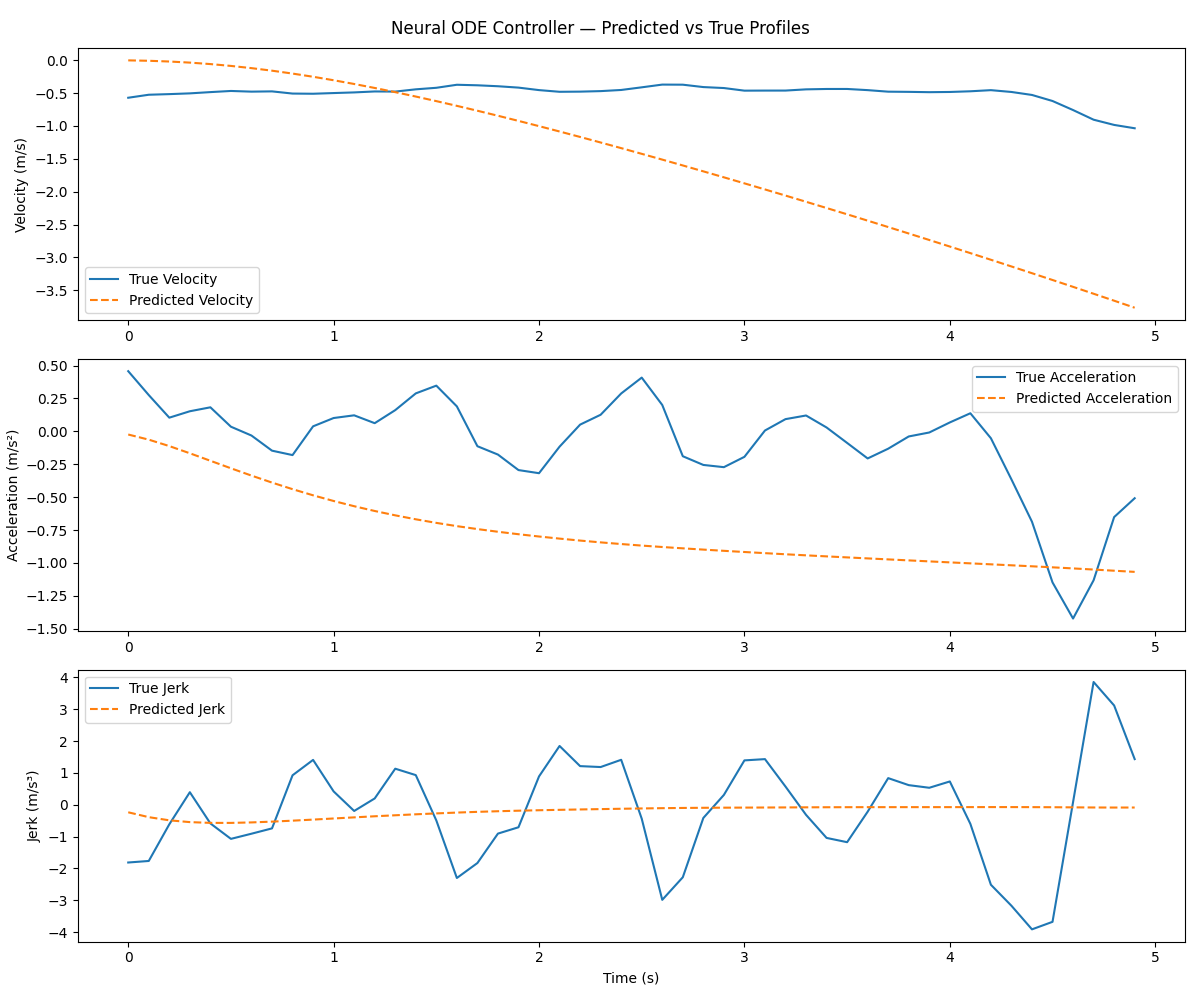 Neural ODE Controller — Predicted vs True Profiles
0.0
−0.5
−1.0
−1.5
−2.0
−2.5
−3.0
−3.5
Velocity (m/s)
True Velocity
Predicted Velocity
0 1 2 3 4 5
0.50
0.25
0.00
−0.25
−0.50
−0.75
−1.00
−1.25
−1.50
Acceleration (m/s²)
True Acceleration
Predicted Acceleration
0 1 2 3 4 5
4
3
2
1
0
−1
−2
−3
−4
Jerk (m/s³)
True Jerk
Predicted Jerk
0 1 2 3 4 5
Time (s)